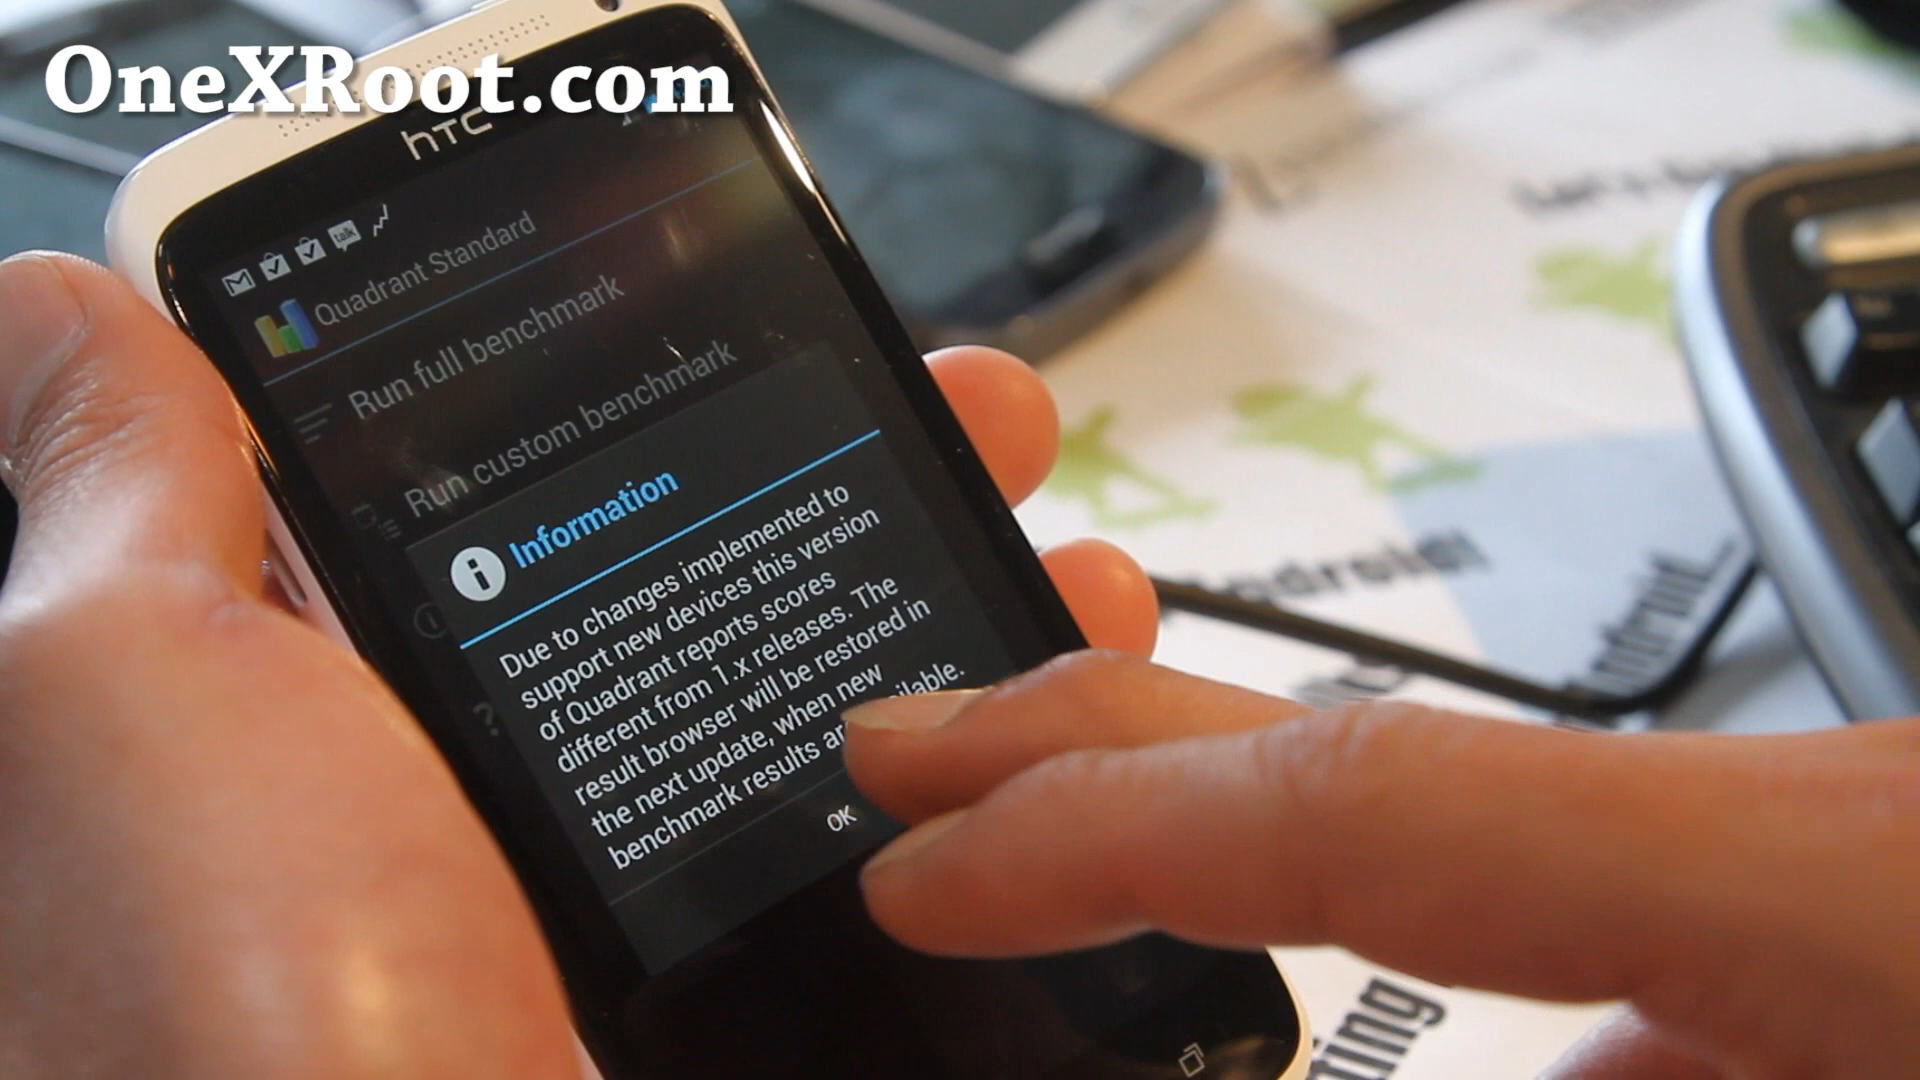 OneXRoot.com
hTC
talk
Quadrant Standard
Run full benchmark
Run custom benchmark
Information
Due to changes implemented to
support new devices this version
of Quadrant reports scores
different from 1.x releases. The
result browser will be restored in
the next update, when new
benchmark results
OK